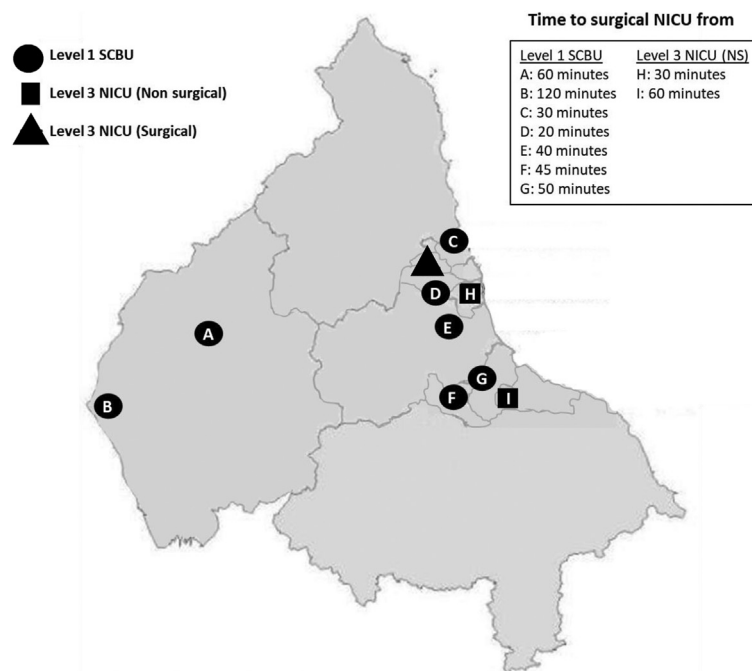 Time to surgical NICU from
Level 1 SCBU
A: 60 minutes
B: 120 minutes
C: 30 minutes
D: 20 minutes
E: 40 minutes
F: 45 minutes
G: 50 minutes
Level 3 NICU (NS)
H: 30 minutes
I: 60 minutes
Level 1 SCBU
Level 3 NICU (Non surgical)
Level 3 NICU (Surgical)
C
D
H
E
A
G
B
F
I